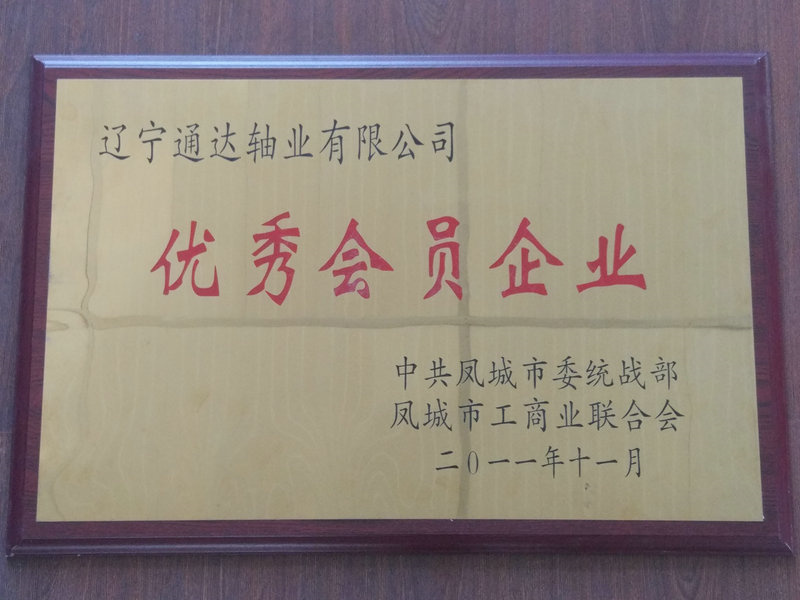 辽宁通达轴业有限公司
优秀会员企业
中共凤城市委统战部
凤城市工商业联合会
二0一一年十一月